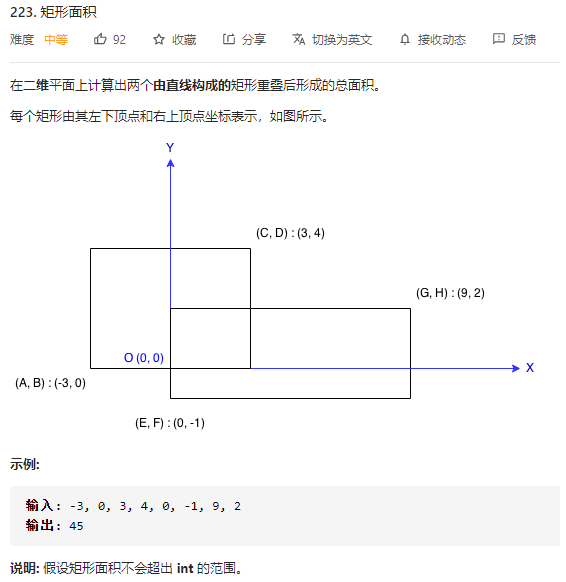 223. 矩形面积
难度 中等 92 收藏 分享 切换为英文 接收动态 反馈
在二维平面上计算出两个由直线构成的矩形重叠后形成的总面积。
每个矩形由其左下顶点和右上顶点坐标表示，如图所示。
Y
(C, D) : (3, 4)
(G, H) : (9, 2)
O (0, 0)
X
(A, B) : (-3, 0)
(E, F) : (0, -1)
示例:
输入: -3, 0, 3, 4, 0, -1, 9, 2
输出: 45
说明: 假设矩形面积不会超出 int 的范围。